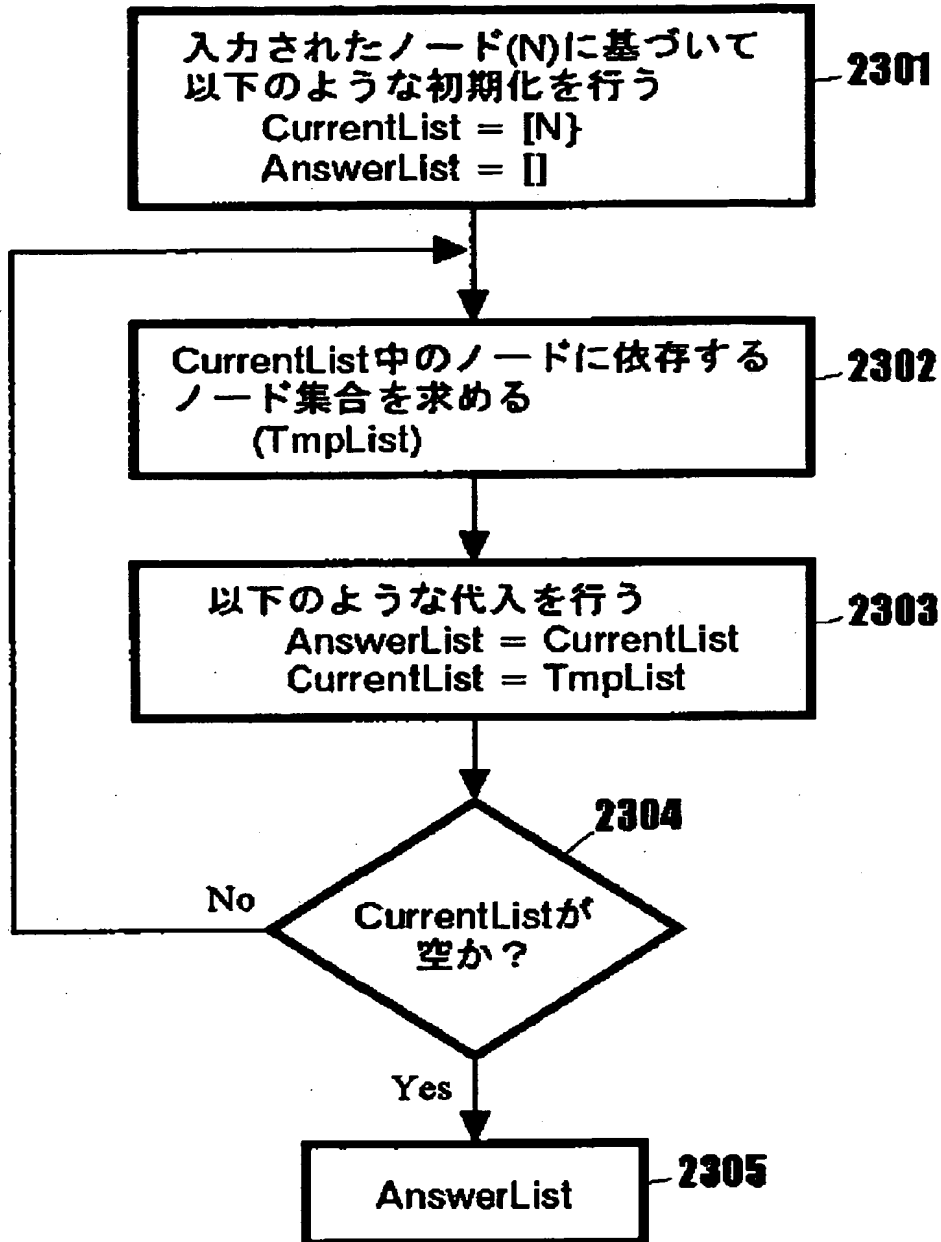 入力されたノード(N)に基づいて
以下のような初期化を行う
CurrentList = [N}
AnswerList = []
2301
CurrentList中のノードに依存する
ノード集合を求める
(TmpList)
2302
以下のような代入を行う
AnswerList = CurrentList
CurrentList = TmpList
2303
2304
No
CurrentListが
空か?
Yes
AnswerList
2305